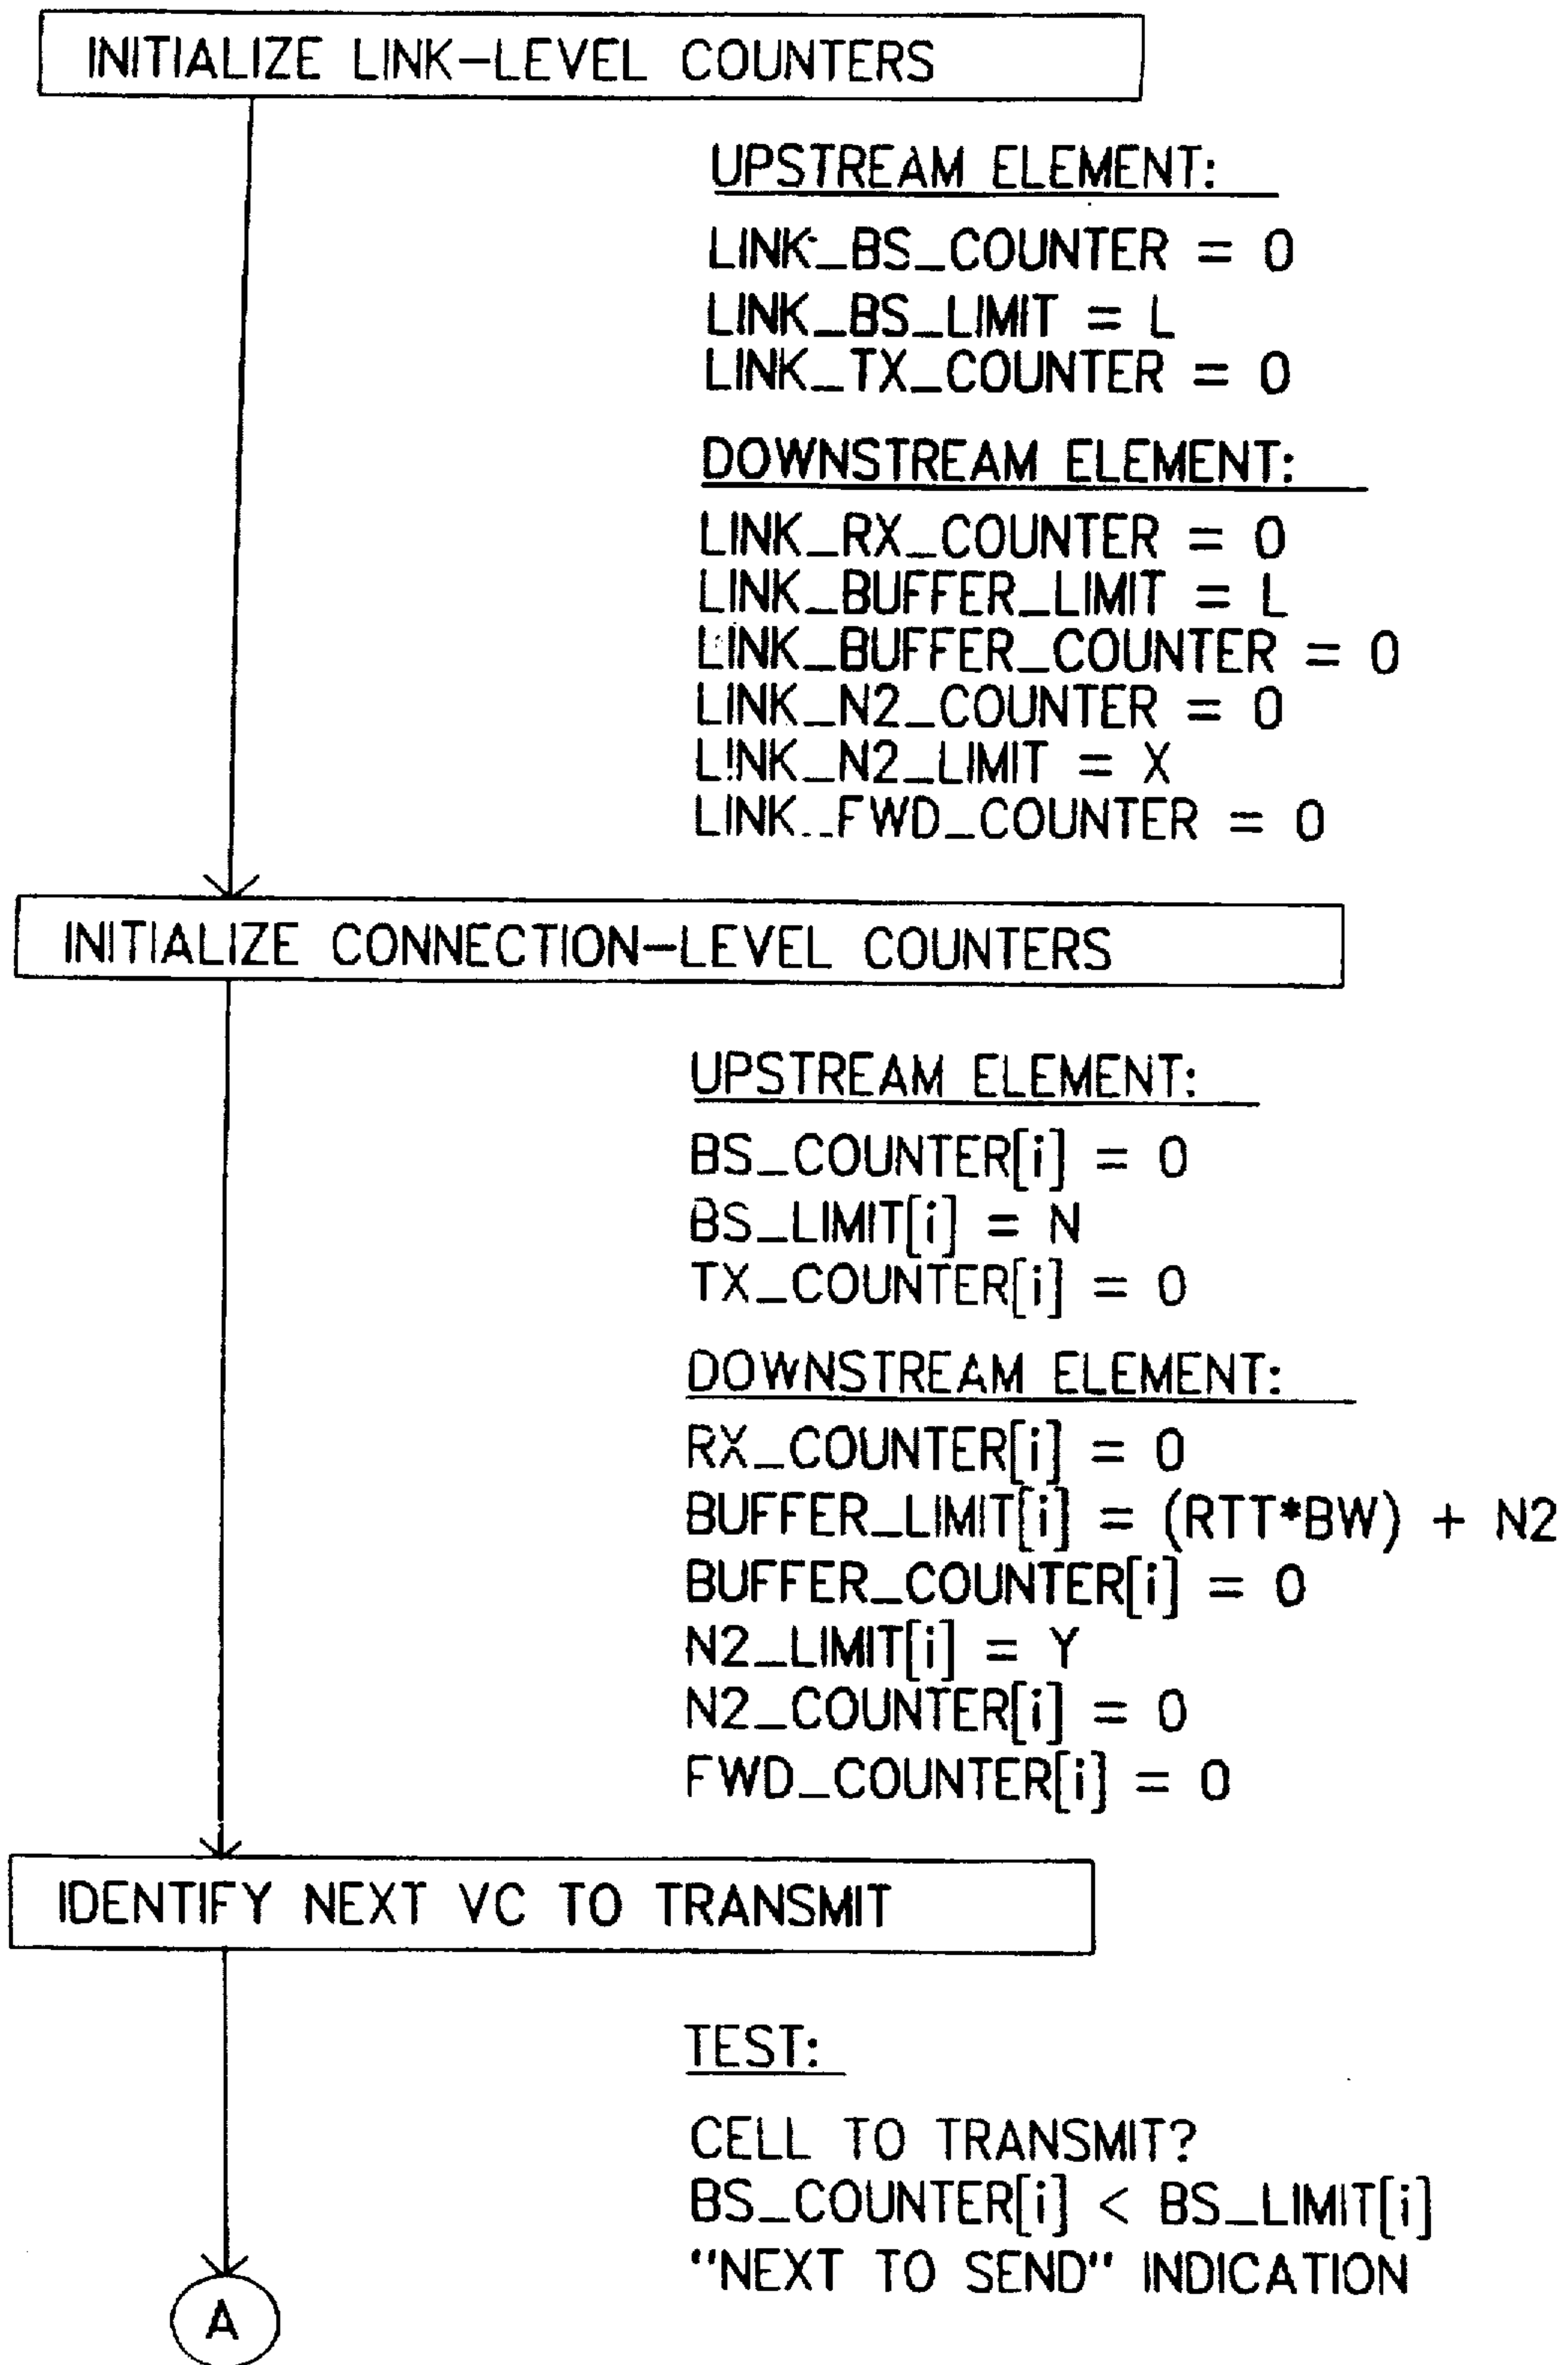 INITIALIZE LINK-LEVEL COUNTERS
UPSTREAM ELEMENT:
LINK_BS_COUNTER = 0
LINK_BS_LIMIT = L
LINK_TX_COUNTER = 0
DOWNSTREAM ELEMENT:
LINK_RX_COUNTER = 0
LINK_BUFFER_LIMIT = L
LINK_BUFFER_COUNTER = 0
LINK_N2_COUNTER = 0
LINK_N2_LIMIT = X
LINK_FWD_COUNTER = 0
INITIALIZE CONNECTION-LEVEL COUNTERS
UPSTREAM ELEMENT:
BS_COUNTER[i] = 0
BS_LIMIT[i] = N
TX_COUNTER[i] = 0
DOWNSTREAM ELEMENT:
RX_COUNTER[i] = 0
BUFFER_LIMIT[i] = (RTT*BW) + N2
BUFFER_COUNTER[i] = 0
N2_LIMIT[i] = Y
N2_COUNTER[i] = 0
FWD_COUNTER[i] = 0
IDENTIFY NEXT VC TO TRANSMIT
TEST:
CELL TO TRANSMIT?
BS_COUNTER[i] < BS_LIMIT[i]
"NEXT TO SEND" INDICATION
A